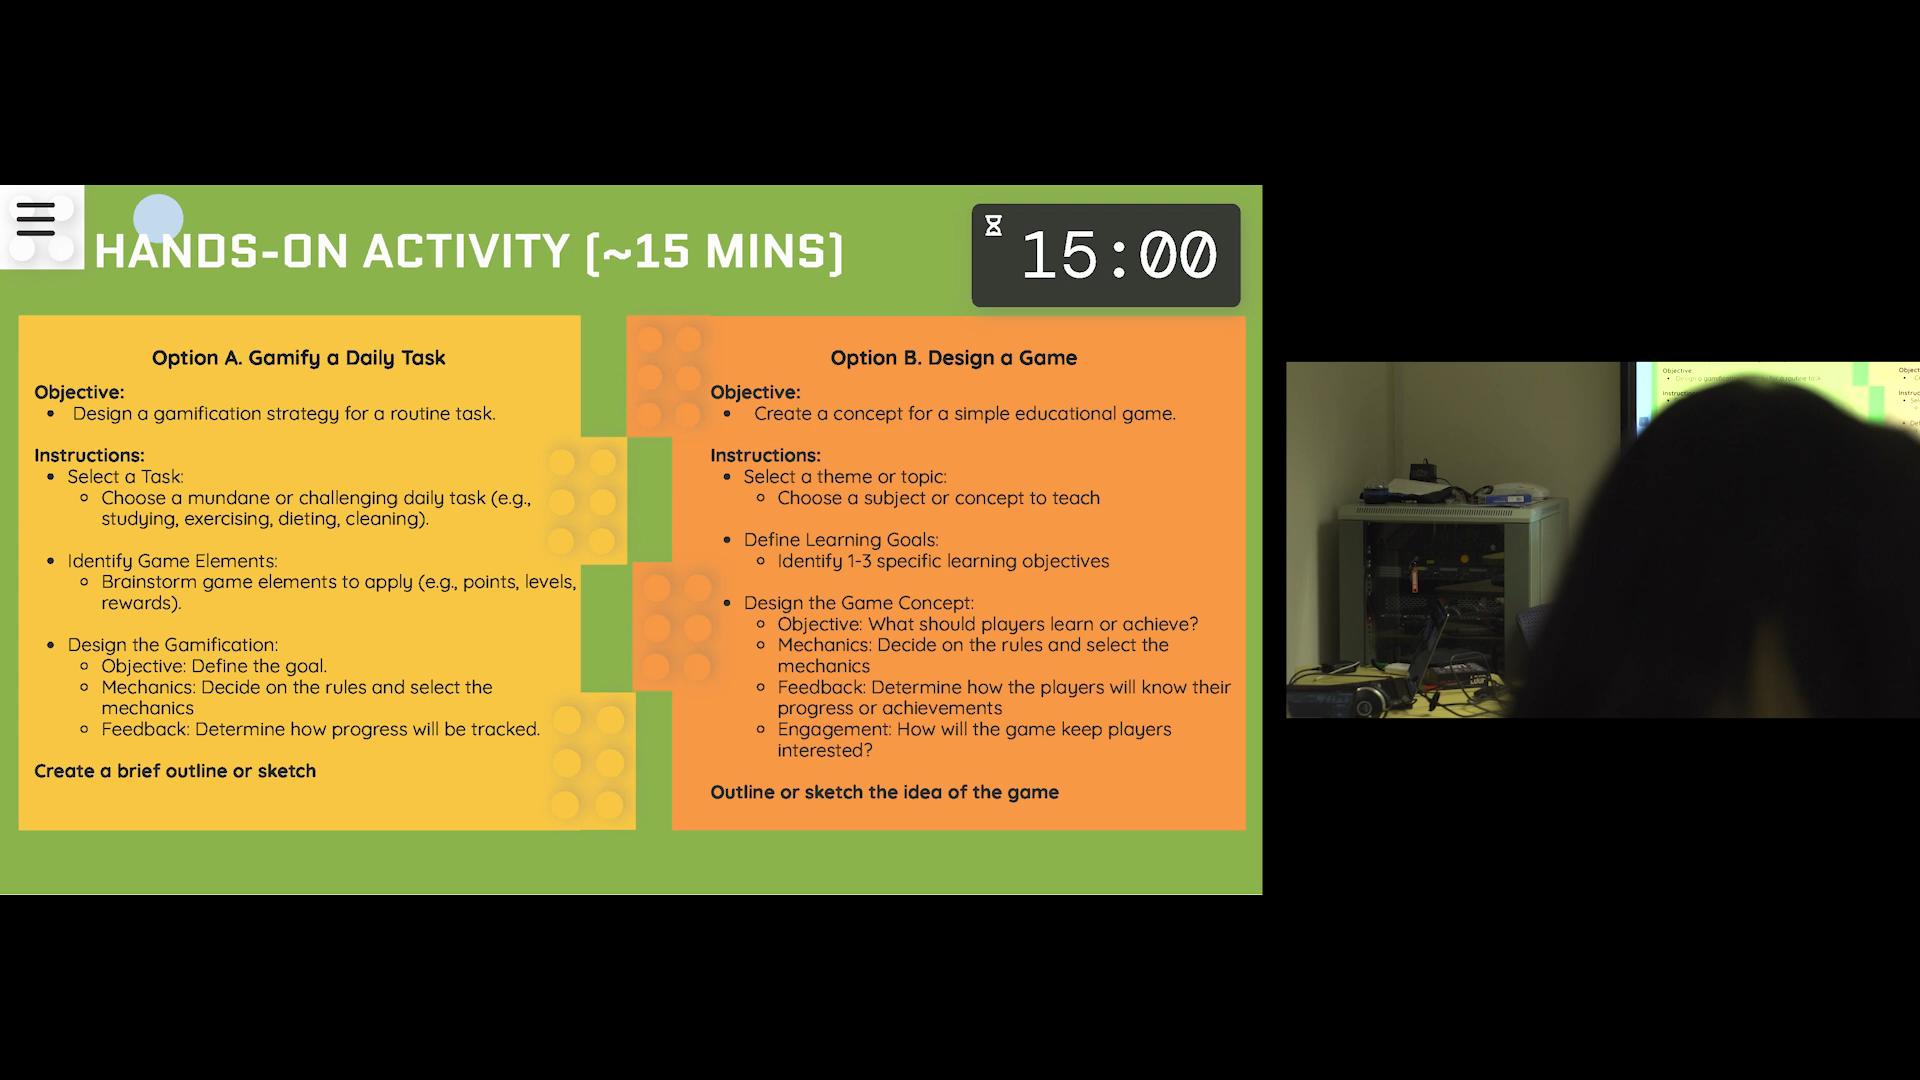 HANDS-ON ACTIVITY (~15 MINS)
15:00
Option A. Gamify a Daily Task
Objective:
• Design a gamification strategy for a routine task.
Instructions:
• Select a Task:
○ Choose a mundane or challenging daily task (e.g.,
studying, exercising, dieting, cleaning).
• Identify Game Elements:
○ Brainstorm game elements to apply (e.g., points, levels,
rewards).
• Design the Gamification:
○ Objective: Define the goal.
○ Mechanics: Decide on the rules and select the
mechanics
○ Feedback: Determine how progress will be tracked.
Create a brief outline or sketch
Option B. Design a Game
Objective:
• Create a concept for a simple educational game.
Instructions:
• Select a theme or topic:
○ Choose a subject or concept to teach
• Define Learning Goals:
○ Identify 1-3 specific learning objectives
• Design the Game Concept:
○ Objective: What should players learn or achieve?
○ Mechanics: Decide on the rules and select the
mechanics
○ Feedback: Determine how the players will know their
progress or achievements
○ Engagement: How will the game keep players
interested?
Outline or sketch the idea of the game